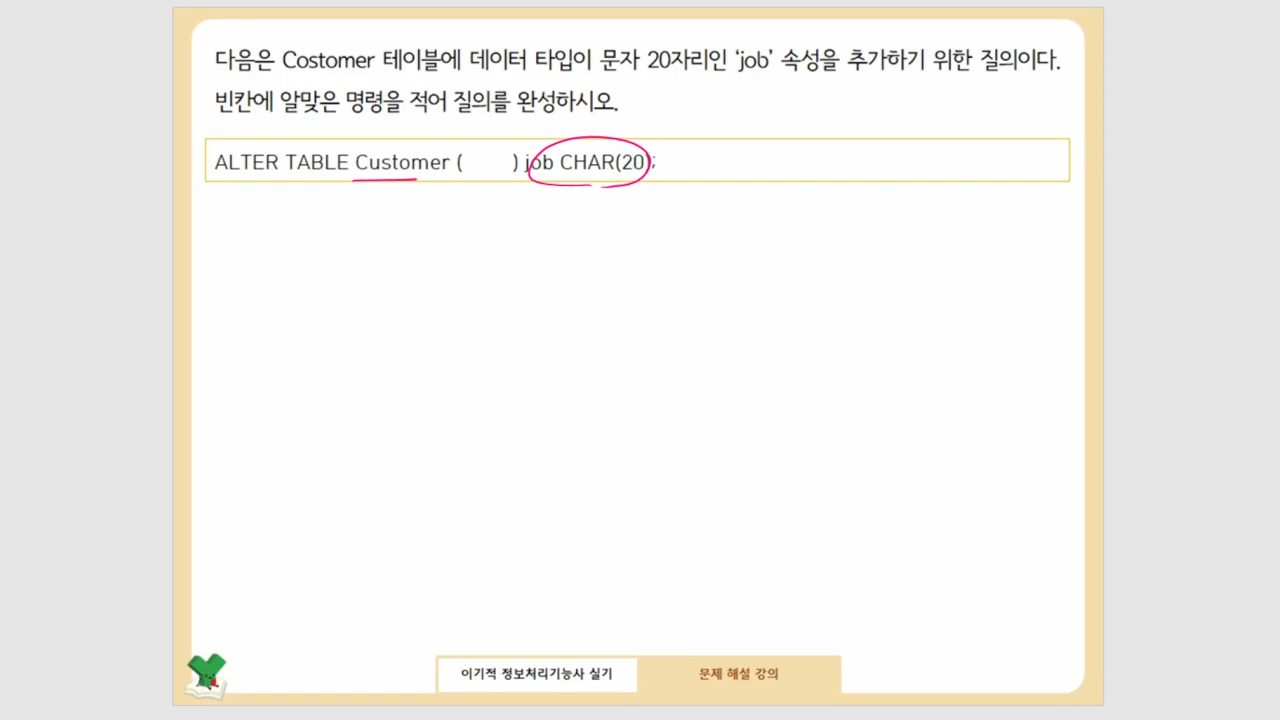 다음은 Costomer 테이블에 데이터 타입이 문자 20자리인 ‘job’ 속성을 추가하기 위한 질의이다.
빈칸에 알맞은 명령을 적어 질의를 완성하시오.
ALTER TABLE Customer (        ) job CHAR(20);
이기적 정보처리기능사 실기
문제 해설 강의